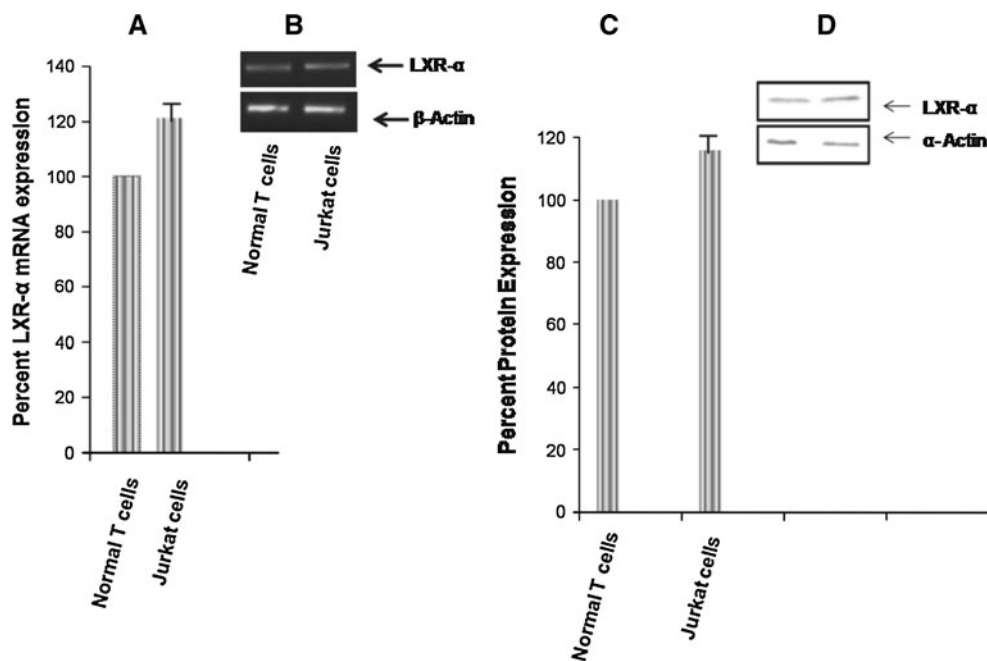 A
B
140
120
100
80
60
40
20
0
Percent LXR-α mRNA expression
Normal T cells
Jurkat cells
LXR-α
β-Actin
Normal T cells
Jurkat cells
C
D
120
100
80
60
40
20
0
Percent Protein Expression
Normal T cells
Jurkat cells
LXR-α
α-Actin